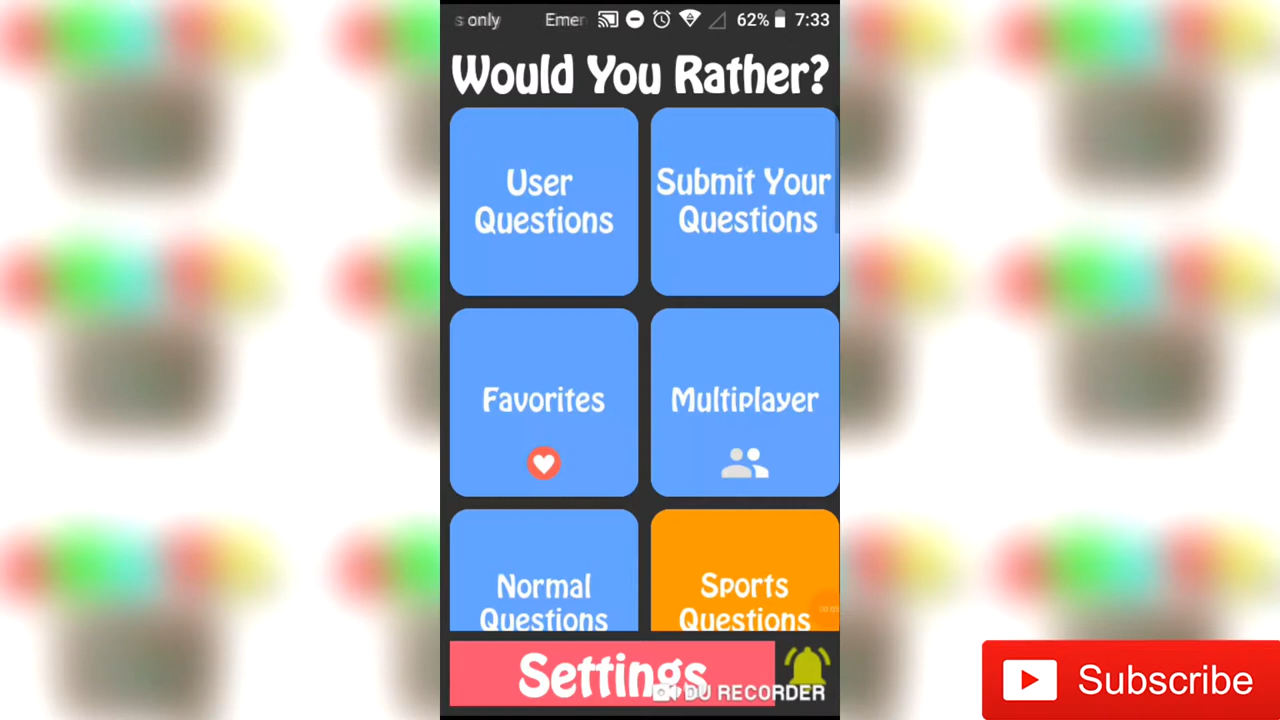 s only Emer 62% 7:33
Would You Rather?
User
Questions
Submit Your
Questions
Favorites
Multiplayer
Normal
Questions
Sports
Questions
Settings
DU RECORDER
Subscribe